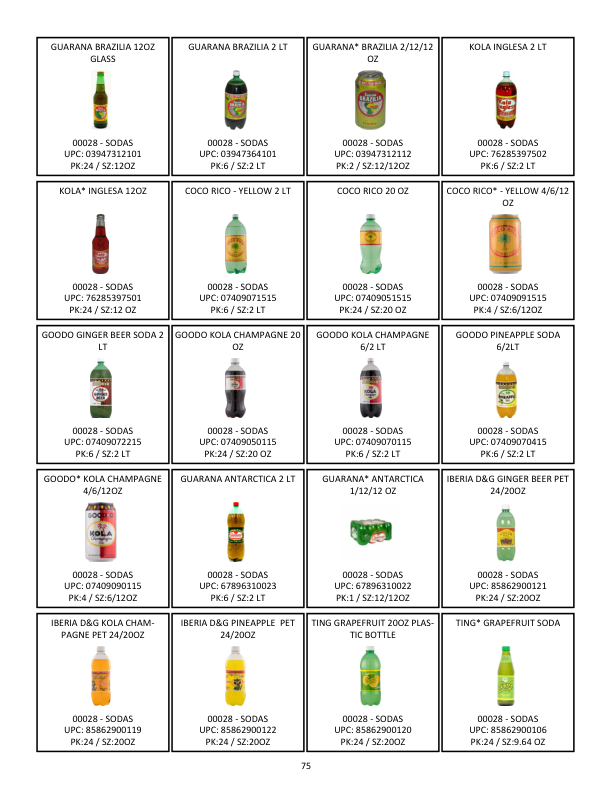 GUARANA BRAZILIA 12OZ
GLASS
00028 - SODAS
UPC: 03947312101
PK:24 / SZ:12OZ
GUARANA BRAZILIA 2 LT
00028 - SODAS
UPC: 03947364101
PK:6 / SZ:2 LT
GUARANA* BRAZILIA 2/12/12
OZ
BRAZILIA
00028 - SODAS
UPC: 03947312112
PK:2 / SZ:12/12OZ
KOLA INGLESA 2 LT
00028 - SODAS
UPC: 76285397502
PK:6 / SZ:2 LT
KOLA* INGLESA 12OZ
00028 - SODAS
UPC: 76285397501
PK:24 / SZ:12 OZ
COCO RICO - YELLOW 2 LT
00028 - SODAS
UPC: 07409071515
PK:6 / SZ:2 LT
COCO RICO 20 OZ
00028 - SODAS
UPC: 07409051515
PK:24 / SZ:20 OZ
COCO RICO* - YELLOW 4/6/12
OZ
00028 - SODAS
UPC: 07409091515
PK:4 / SZ:6/12OZ
GOODO GINGER BEER SODA 2
LT
00028 - SODAS
UPC: 07409072215
PK:6 / SZ:2 LT
GOODO KOLA CHAMPAGNE 20
OZ
00028 - SODAS
UPC: 07409050115
PK:24 / SZ:20 OZ
GOODO KOLA CHAMPAGNE
6/2 LT
KOLA
00028 - SODAS
UPC: 07409070115
PK:6 / SZ:2 LT
GOODO PINEAPPLE SODA
6/2LT
00028 - SODAS
UPC: 07409070415
PK:6 / SZ:2 LT
GOODO* KOLA CHAMPAGNE
4/6/12OZ
KOLA
Champagne
00028 - SODAS
UPC: 07409090115
PK:4 / SZ:6/12OZ
GUARANA ANTARCTICA 2 LT
00028 - SODAS
UPC: 67896310023
PK:6 / SZ:2 LT
GUARANA* ANTARCTICA
1/12/12 OZ
00028 - SODAS
UPC: 67896310022
PK:1 / SZ:12/12OZ
IBERIA D&G GINGER BEER PET
24/20OZ
00028 - SODAS
UPC: 85862900121
PK:24 / SZ:20OZ
IBERIA D&G KOLA CHAM-
PAGNE PET 24/20OZ
00028 - SODAS
UPC: 85862900119
PK:24 / SZ:20OZ
IBERIA D&G PINEAPPLE  PET
24/20OZ
00028 - SODAS
UPC: 85862900122
PK:24 / SZ:20OZ
TING GRAPEFRUIT 20OZ PLAS-
TIC BOTTLE
00028 - SODAS
UPC: 85862900120
PK:24 / SZ:20OZ
TING* GRAPEFRUIT SODA
00028 - SODAS
UPC: 85862900106
PK:24 / SZ:9.64 OZ
75